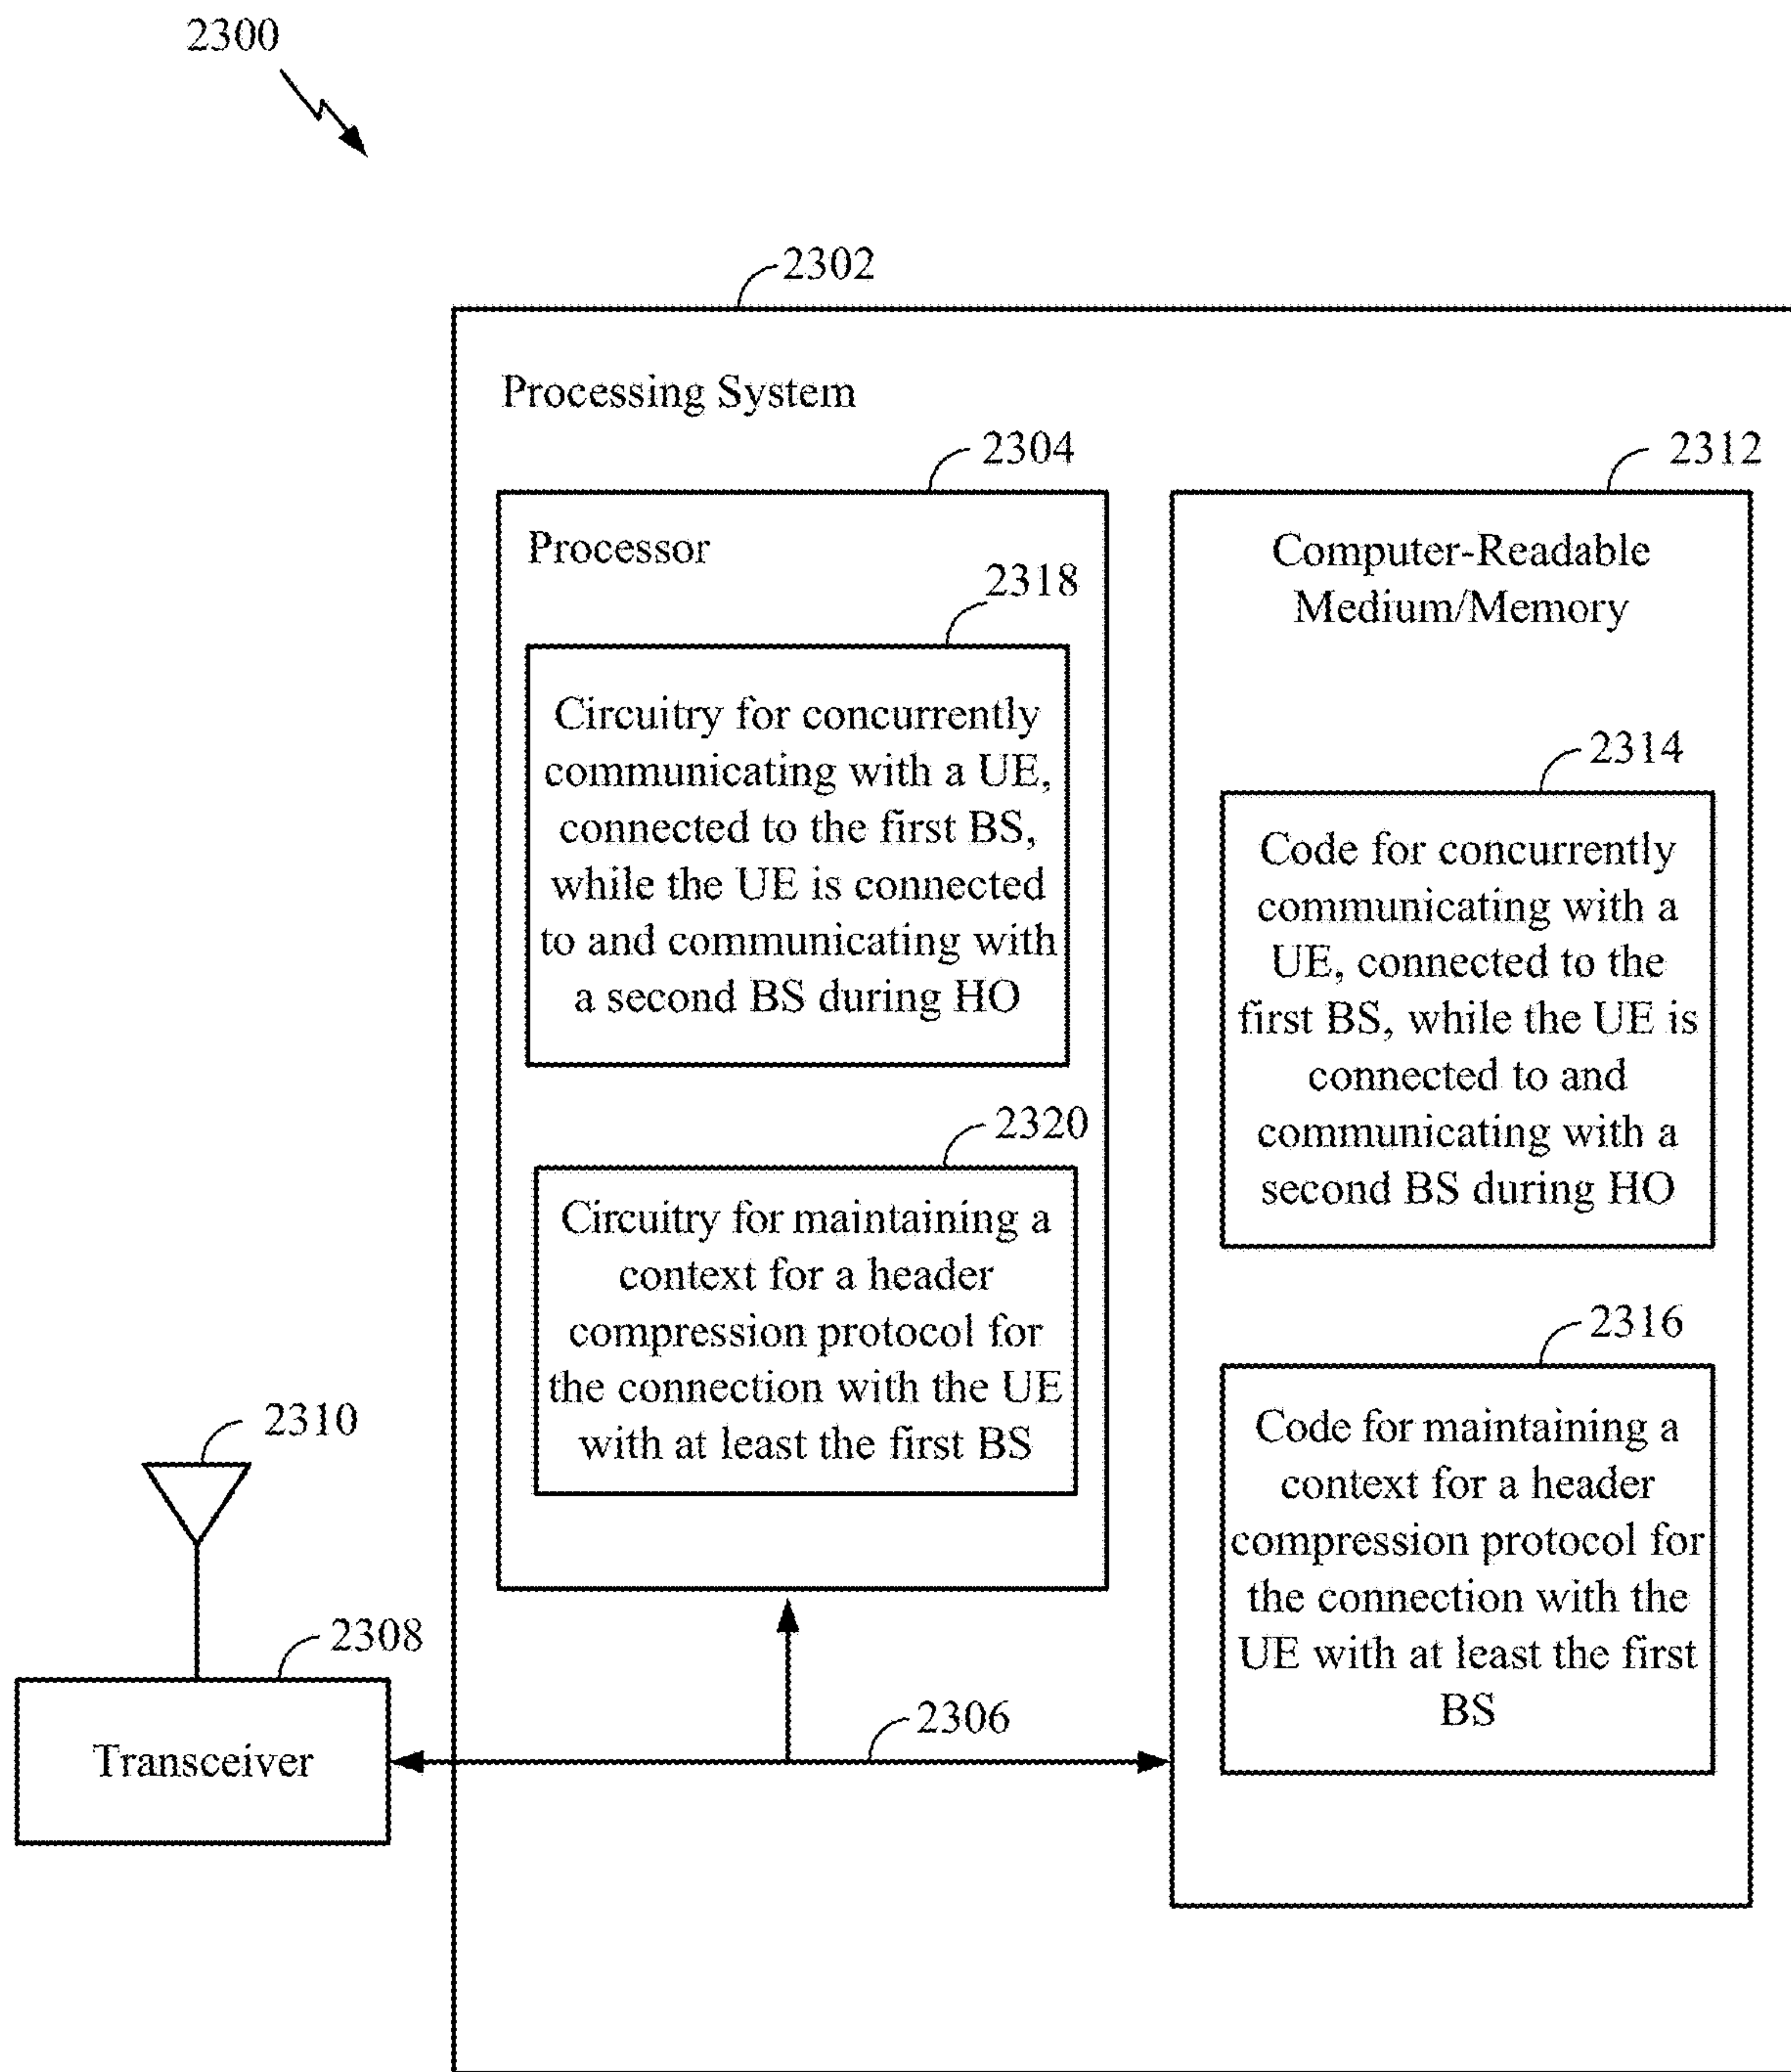 2300
2302
Processing System
2304
Processor
2318
Circuitry for concurrently
communicating with a UE,
connected to the first BS,
while the UE is connected
to and communicating with
a second BS during HO
2320
Circuitry for maintaining a
context for a header
compression protocol for
the connection with the UE
with at least the first BS
2312
Computer-Readable
Medium/Memory
2314
Code for concurrently
communicating with a
UE, connected to the
first BS, while the UE is
connected to and
communicating with a
second BS during HO
2316
Code for maintaining a
context for a header
compression protocol for
the connection with the
UE with at least the first
BS
2310
2308
Transceiver
2306